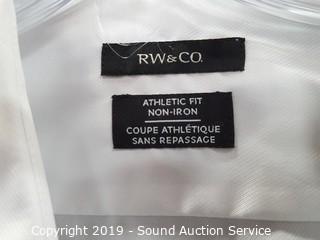 RW&CO.
ATHLETIC FIT
NON-IRON
COUPE ATHLÉTIQUE
SANS REPASSAGE
Copyright 2019 - Sound Auction Service